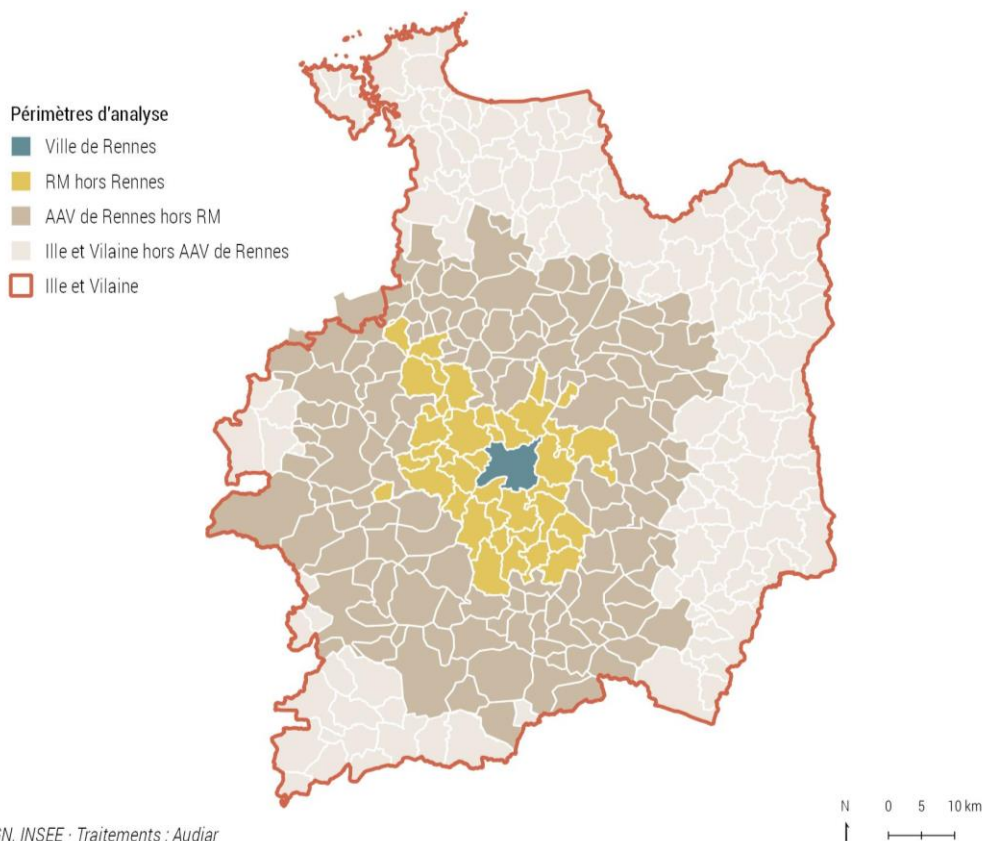 Périmètres d'analyse
Ville de Rennes
RM hors Rennes
AAV de Rennes hors RM
Ille et Vilaine hors AAV de Rennes
Ille et Vilaine
INSEE · Traitements : Audiar
N 0 5 10 km